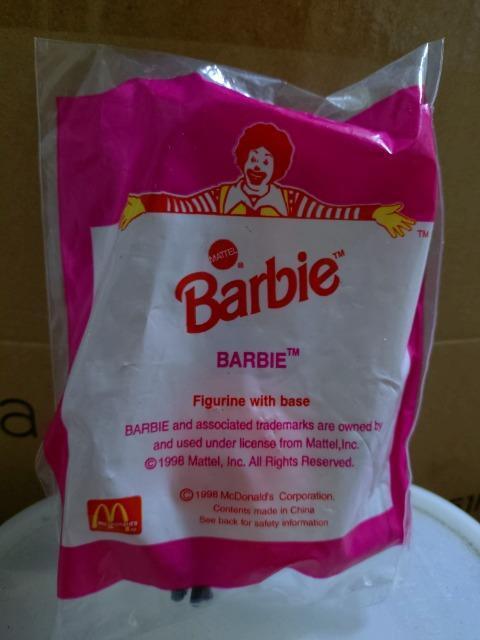 TM
MATTEL
®
Barbie™
BARBIE™
Figurine with base
BARBIE and associated trademarks are owned by
and used under license from Mattel,Inc.
©1998 Mattel, Inc. All Rights Reserved.
©1998 McDonald's Corporation.
Contents made in China
See back for safety information
McDonald's
a